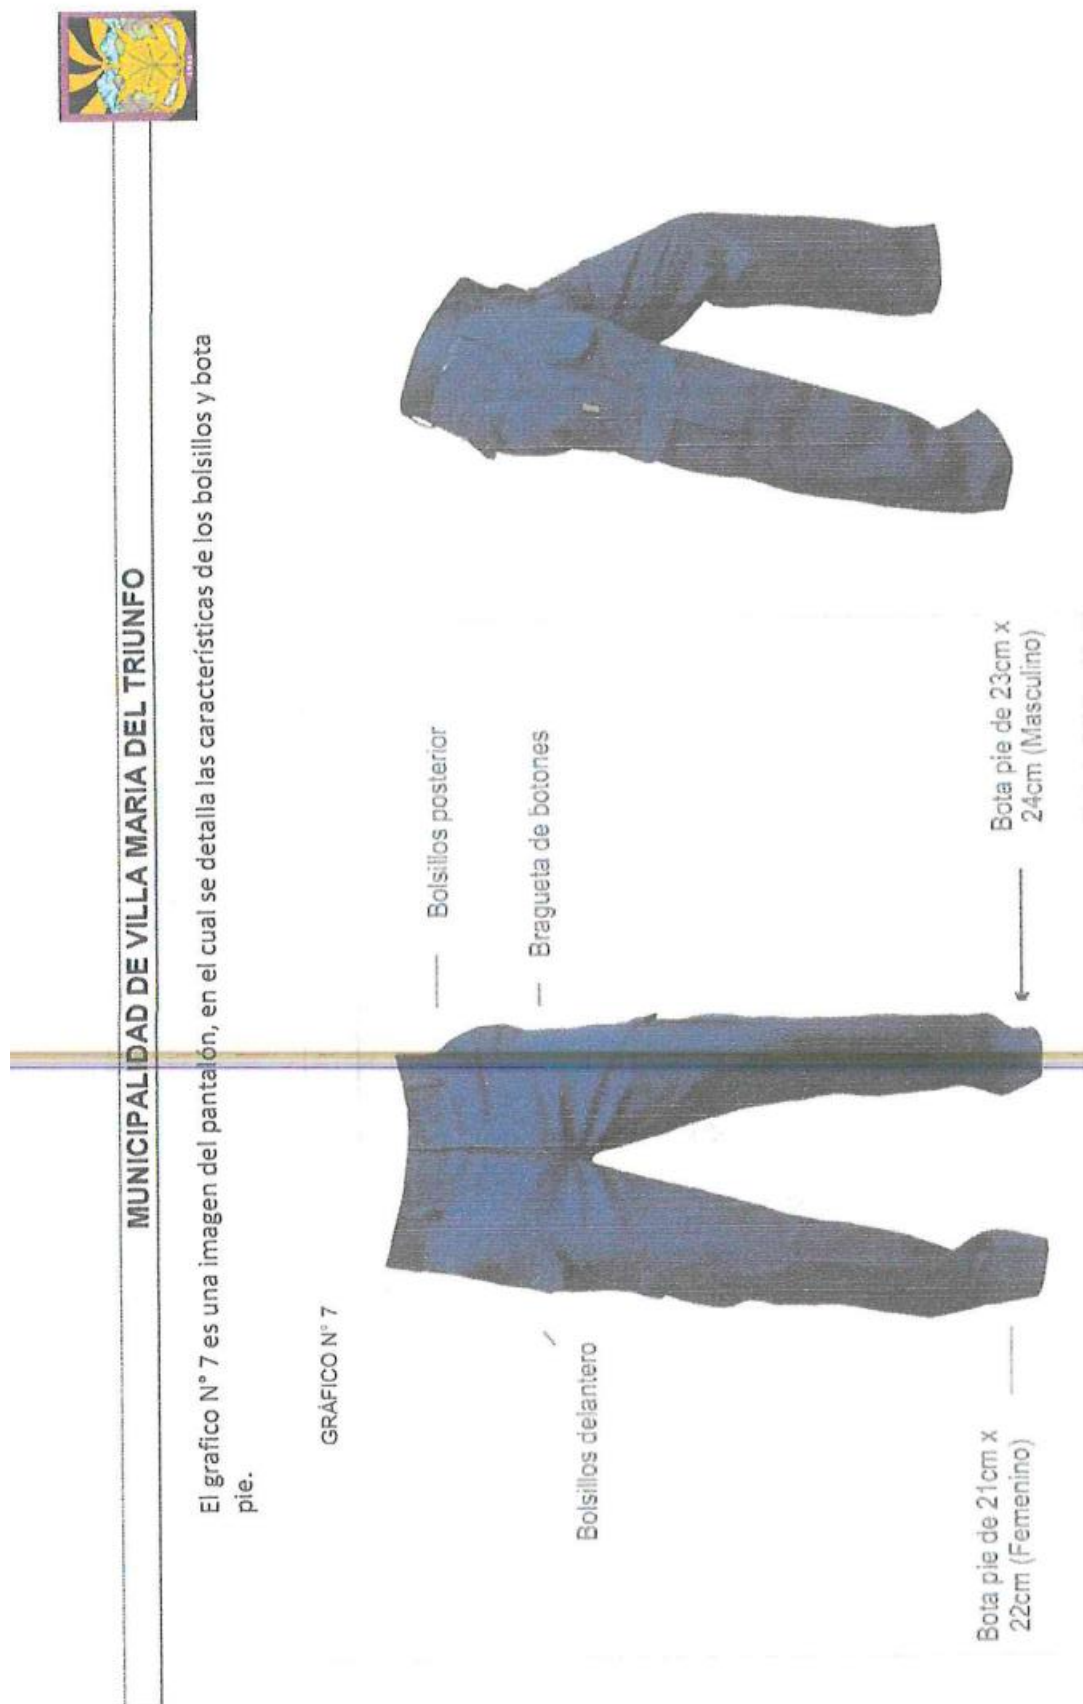 MUNICIPALIDAD DE VILLA MARIA DEL TRIUNFO
El grafico N° 7 es una imagen del pantalón, en el cual se detalla las características de los bolsillos y bota
pie.
GRÁFICO N° 7
Bolsillos posterior
Bragueta de botones
Bolsillos delantero
Bota pie de 21cm x
22cm (Femenino)
Bota pie de 23cm x
24cm (Masculino)